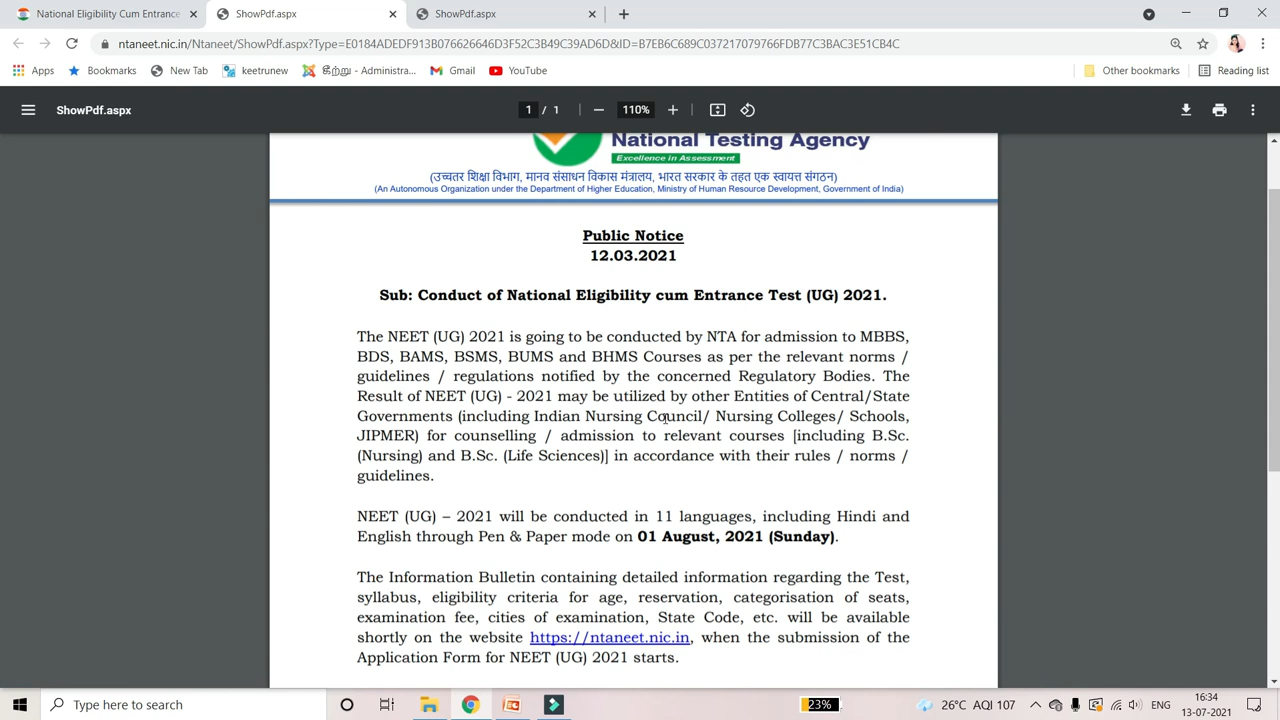 National Eligibility Cum Entrance
ShowPdf.aspx
ShowPdf.aspx
ntaneet.nic.in/Ntaneet/ShowPdf.aspx?Type=E0184ADEDF913B076626646D3F52C3B49C39AD6D&ID=B7EB6C689C037217079766FDB77C3BAC3E51CB4C
Apps Bookmarks New Tab keetrunew - Administra... Gmail YouTube Other bookmarks Reading list
ShowPdf.aspx 1 / 1 110%
National Testing Agency
Excellence in Assessment
(उच्चतर शिक्षा विभाग, मानव संसाधन विकास मंत्रालय, भारत सरकार के तहत एक स्वायत्त संगठन)
(An Autonomous Organization under the Department of Higher Education, Ministry of Human Resource Development, Government of India)
Public Notice
12.03.2021
Sub: Conduct of National Eligibility cum Entrance Test (UG) 2021.
The NEET (UG) 2021 is going to be conducted by NTA for admission to MBBS,
BDS, BAMS, BSMS, BUMS and BHMS Courses as per the relevant norms /
guidelines / regulations notified by the concerned Regulatory Bodies. The
Result of NEET (UG) - 2021 may be utilized by other Entities of Central/State
Governments (including Indian Nursing Council/ Nursing Colleges/ Schools,
JIPMER) for counselling / admission to relevant courses [including B.Sc.
(Nursing) and B.Sc. (Life Sciences)] in accordance with their rules / norms /
guidelines.
NEET (UG) – 2021 will be conducted in 11 languages, including Hindi and
English through Pen & Paper mode on 01 August, 2021 (Sunday).
The Information Bulletin containing detailed information regarding the Test,
syllabus, eligibility criteria for age, reservation, categorisation of seats,
examination fee, cities of examination, State Code, etc. will be available
shortly on the website https://ntaneet.nic.in, when the submission of the
Application Form for NEET (UG) 2021 starts.
Type here to search
23%
26°C AQI 107
ENG
16:34
13-07-2021